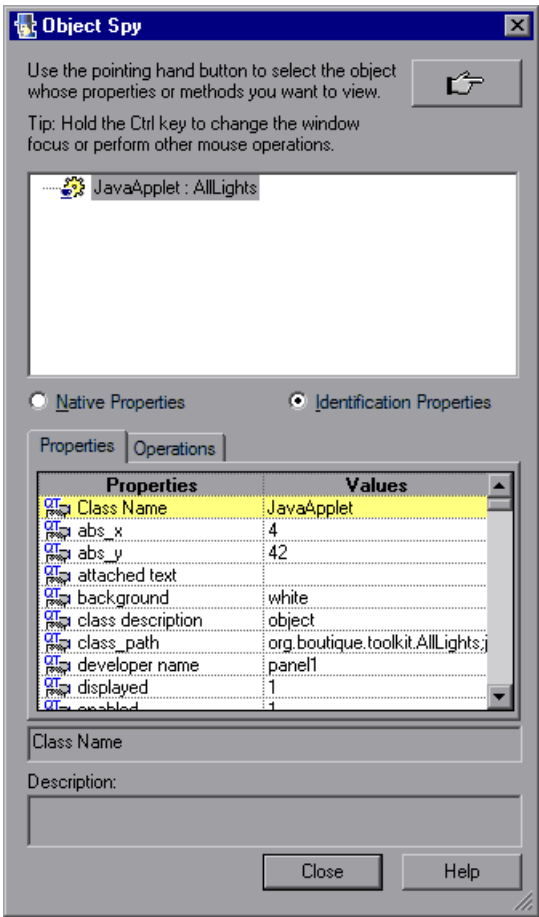 Object Spy
Use the pointing hand button to select the object
whose properties or methods you want to view.
Tip: Hold the Ctrl key to change the window
focus or perform other mouse operations.
JavaApplet : AllLights
Native Properties Identification Properties
Properties Operations
Properties Values
Class Name JavaApplet
abs_x 4
abs_y 42
attached text
background white
class description object
class_path org.boutique.toolkit.AllLights;j
developer name panel1
displayed 1
enabled 1
Class Name
Description:
Close Help